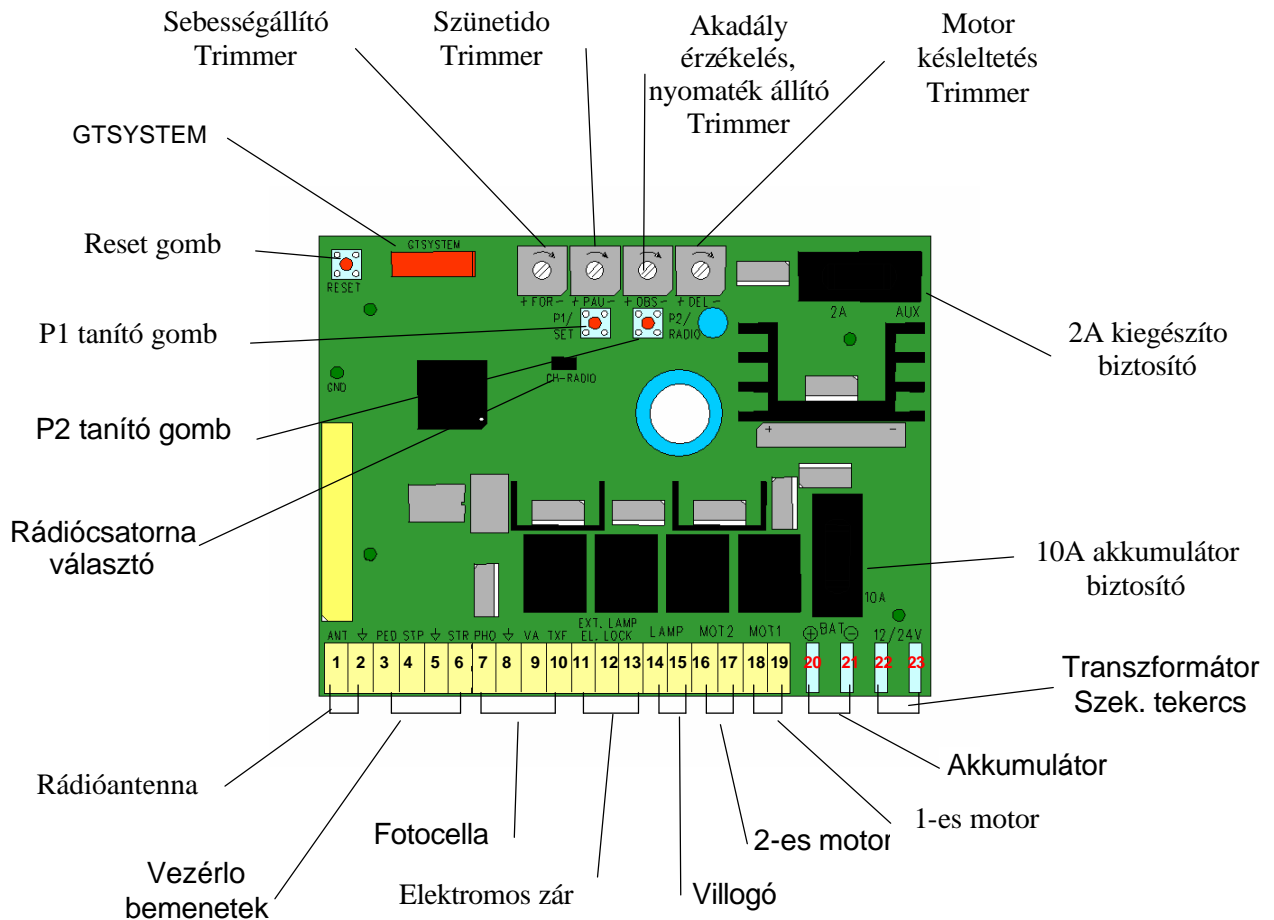 Sebességállító
Trimmer
Szünetido
Trimmer
Akadály
érzékelés,
nyomaték állító
Trimmer
Motor
késleltetés
Trimmer
GTSYSTEM
Reset gomb
P1 tanító gomb
P2 tanító gomb
Rádiócsatorna
választó
GTSYSTEM
RESET
+ FOR -
+ PAU -
+ OBS -
+ DEL -
P1/
SET
P2/
RADIO
CH-RADIO
GND
2A
AUX
+ -
10A
2A kiegészíto
biztosító
10A akkumulátor
biztosító
ANT PED STP STR PHO VA TXF EXT. LAMP
EL. LOCK LAMP MOT2 MOT1 + BAT - 12/24V
1 2 3 4 5 6 7 8 9 10 11 12 13 14 15 16 17 18 19 20 21 22 23
Transzformátor
Szek. tekercs
Akkumulátor
1-es motor
2-es motor
Villogó
Elektromos zár
Fotocella
Vezérlo
bemenetek
Rádióantenna